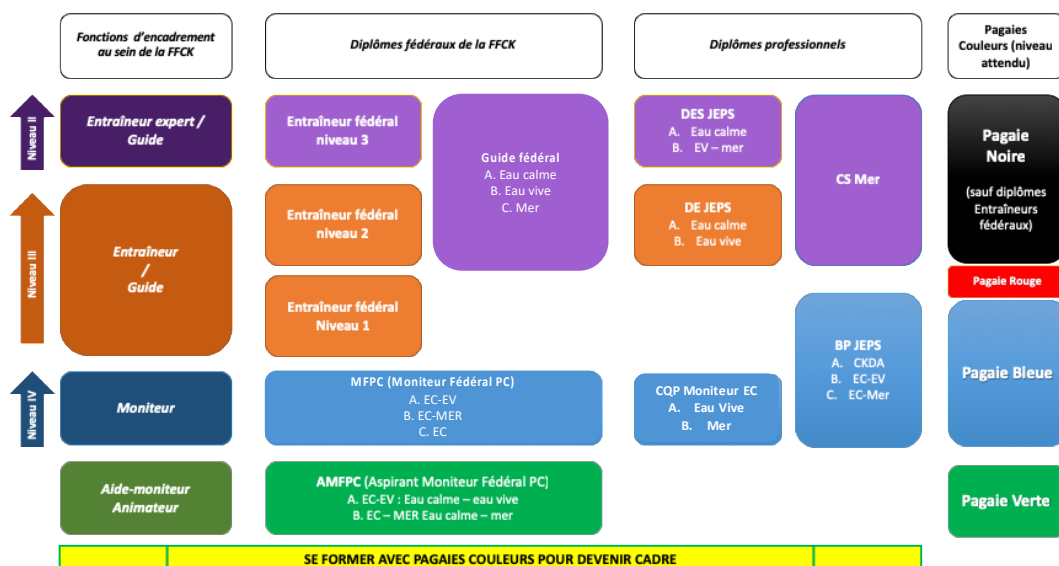 Fonctions d'encadrement
au sein de la FFCK
Diplômes fédéraux de la FFCK
Diplômes professionnels
Pagaies
Couleurs (niveau
attendu)
Niveau II
Entraîneur expert /
Guide
Entraîneur fédéral
niveau 3
Guide fédéral
A. Eau calme
B. Eau vive
C. Mer
DES JEPS
A. Eau calme
B. EV – mer
CS Mer
Pagaie
Noire
(sauf diplômes
Entraîneurs
fédéraux)
Niveau III
Entraîneur
/
Guide
Entraîneur fédéral
niveau 2
DE JEPS
A. Eau calme
B. Eau vive
Pagaie Rouge
Entraîneur fédéral
Niveau 1
BP JEPS
A. CKDA
B. EC-EV
C. EC-Mer
Pagaie Bleue
Niveau IV
Moniteur
MFPC (Moniteur Fédéral PC)
A. EC-EV
B. EC-MER
C. EC
CQP Moniteur EC
A. Eau Vive
B. Mer
Aide-moniteur
Animateur
AMFPC (Aspirant Moniteur Fédéral PC)
A. EC-EV : Eau calme – eau vive
B. EC – MER Eau calme – mer
Pagaie Verte
SE FORMER AVEC PAGAIES COULEURS POUR DEVENIR CADRE